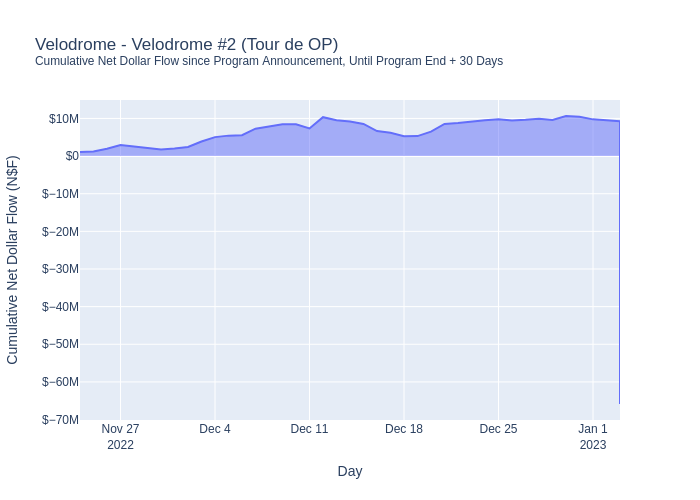 Velodrome - Velodrome #2 (Tour de OP)
Cumulative Net Dollar Flow since Program Announcement, Until Program End + 30 Days
Cumulative Net Dollar Flow (N$F)
$10M
$0
$−10M
$−20M
$−30M
$−40M
$−50M
$−60M
$−70M
Nov 27
2022
Dec 4
Dec 11
Dec 18
Dec 25
Jan 1
2023
Day